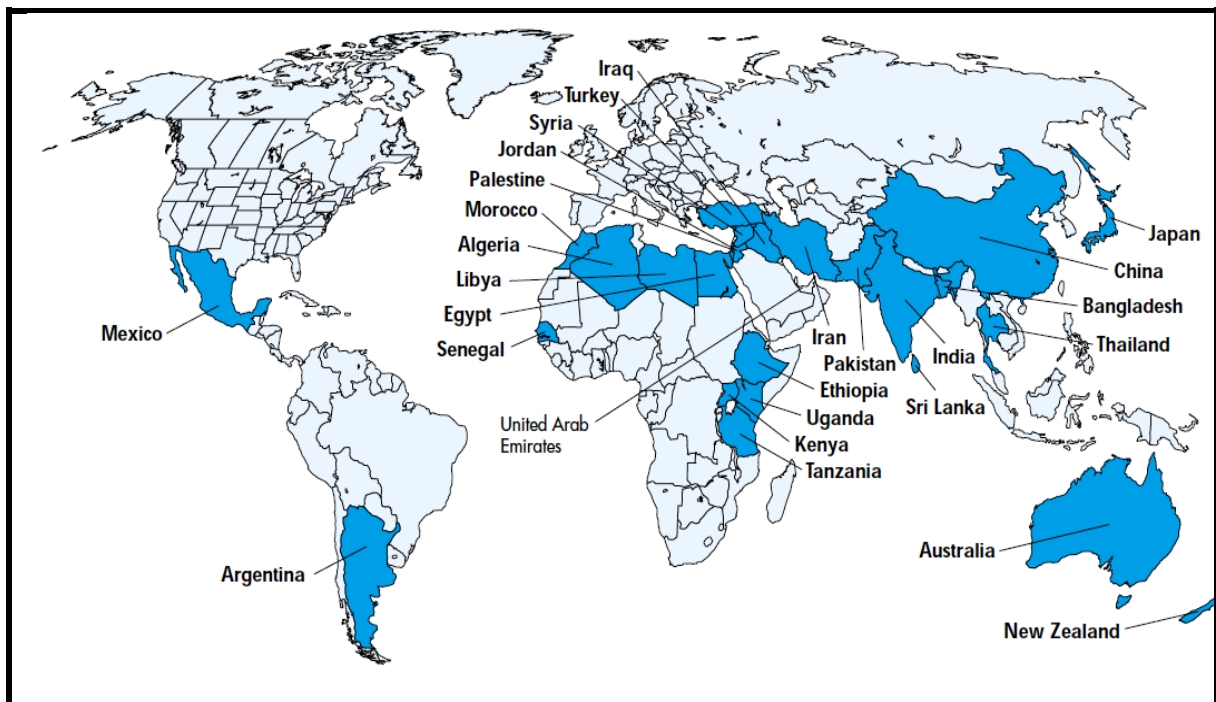 Iraq
Turkey
Syria
Jordan
Palestine
Morocco
Algeria
Libya
Egypt
Senegal
Mexico
United Arab
Emirates
Argentina
Japan
China
Bangladesh
Thailand
Iran
Pakistan
India
Sri Lanka
Ethiopia
Uganda
Kenya
Tanzania
Australia
New Zealand